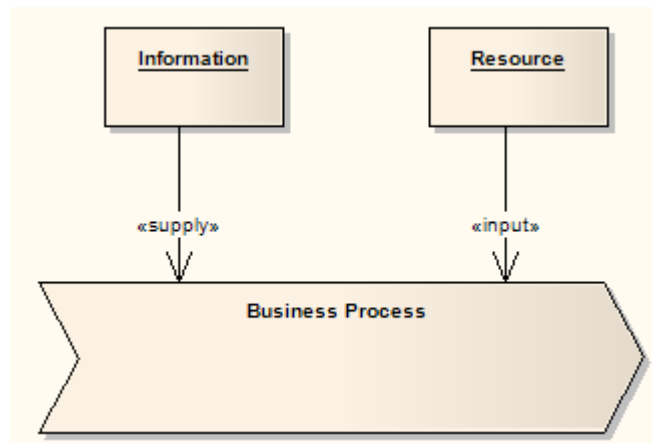 Information
Resource
«supply»
«input»
Business Process